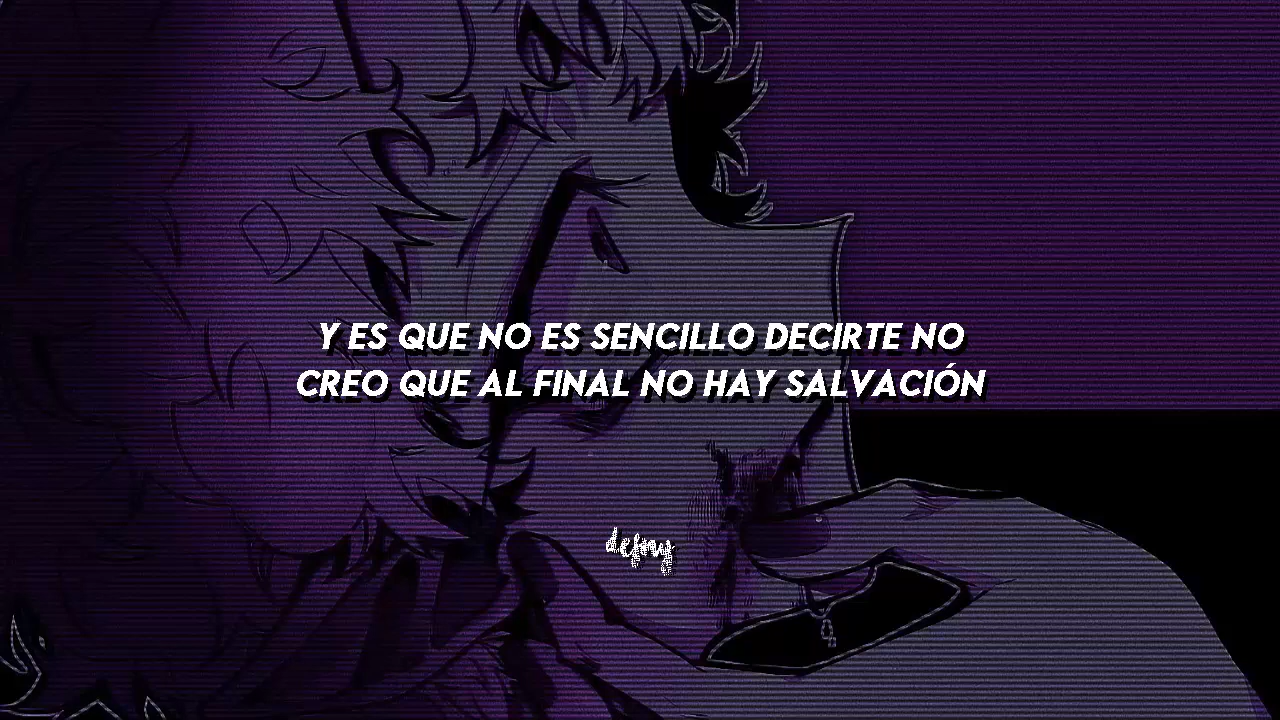 Y ES QUE NO ES SENCILLO DECIRTE NO
CREO QUE AL FINAL NO HAY SALVACIÓN